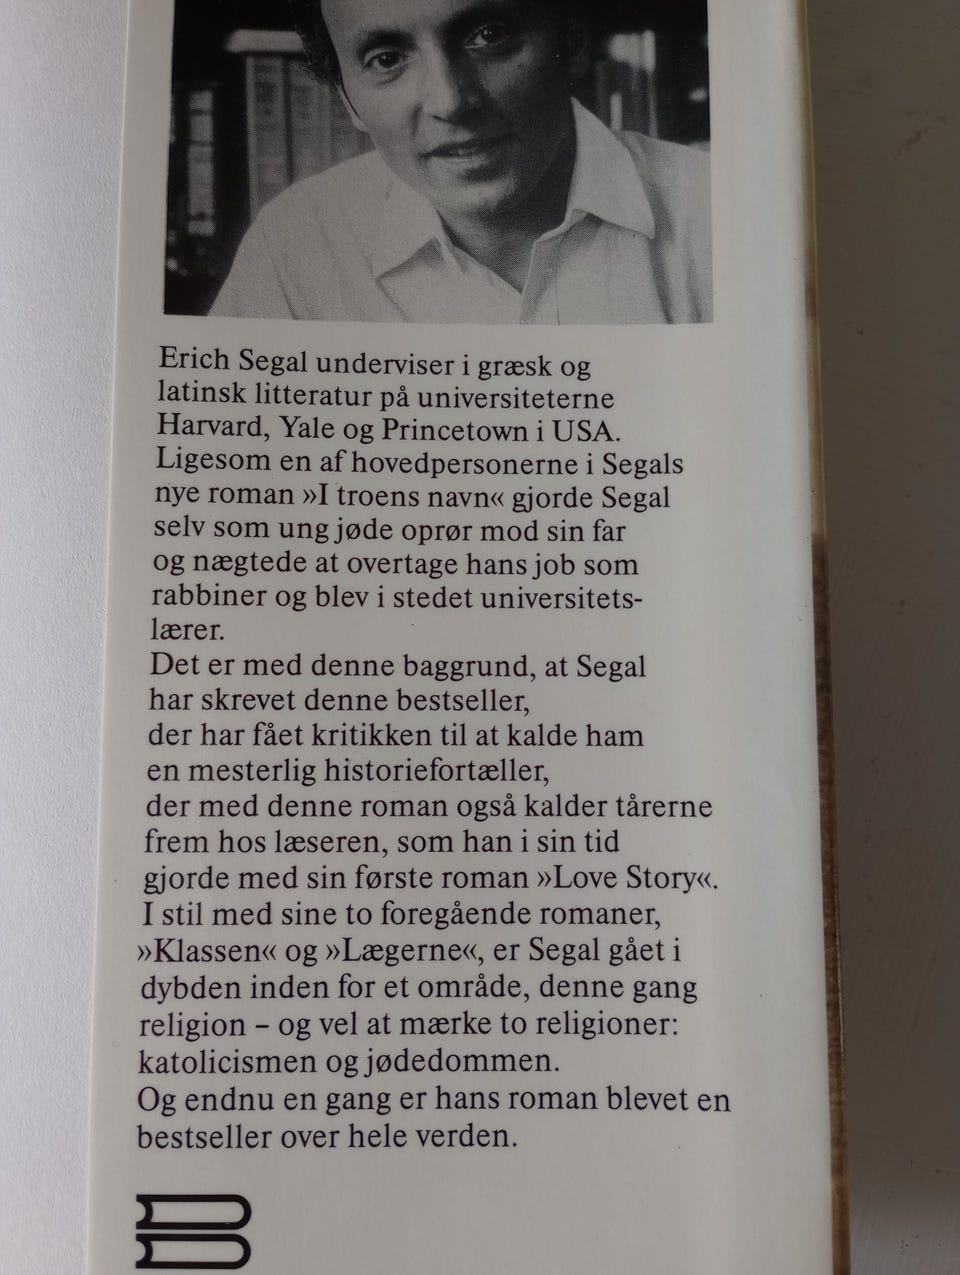 Erich Segal underviser i græsk og
latinsk litteratur på universiteterne
Harvard, Yale og Princetown i USA.
Ligesom en af hovedpersonerne i Segals
nye roman »I troens navn« gjorde Segal
selv som ung jøde oprør mod sin far
og nægtede at overtage hans job som
rabbiner og blev i stedet universitets-
lærer.
Det er med denne baggrund, at Segal
har skrevet denne bestseller,
der har fået kritikken til at kalde ham
en mesterlig historiefortæller,
der med denne roman også kalder tårerne
frem hos læseren, som han i sin tid
gjorde med sin første roman »Love Story«.
I stil med sine to foregående romaner,
»Klassen« og »Lægerne«, er Segal gået i
dybden inden for et område, denne gang
religion – og vel at mærke to religioner:
katolicismen og jødedommen.
Og endnu en gang er hans roman blevet en
bestseller over hele verden.